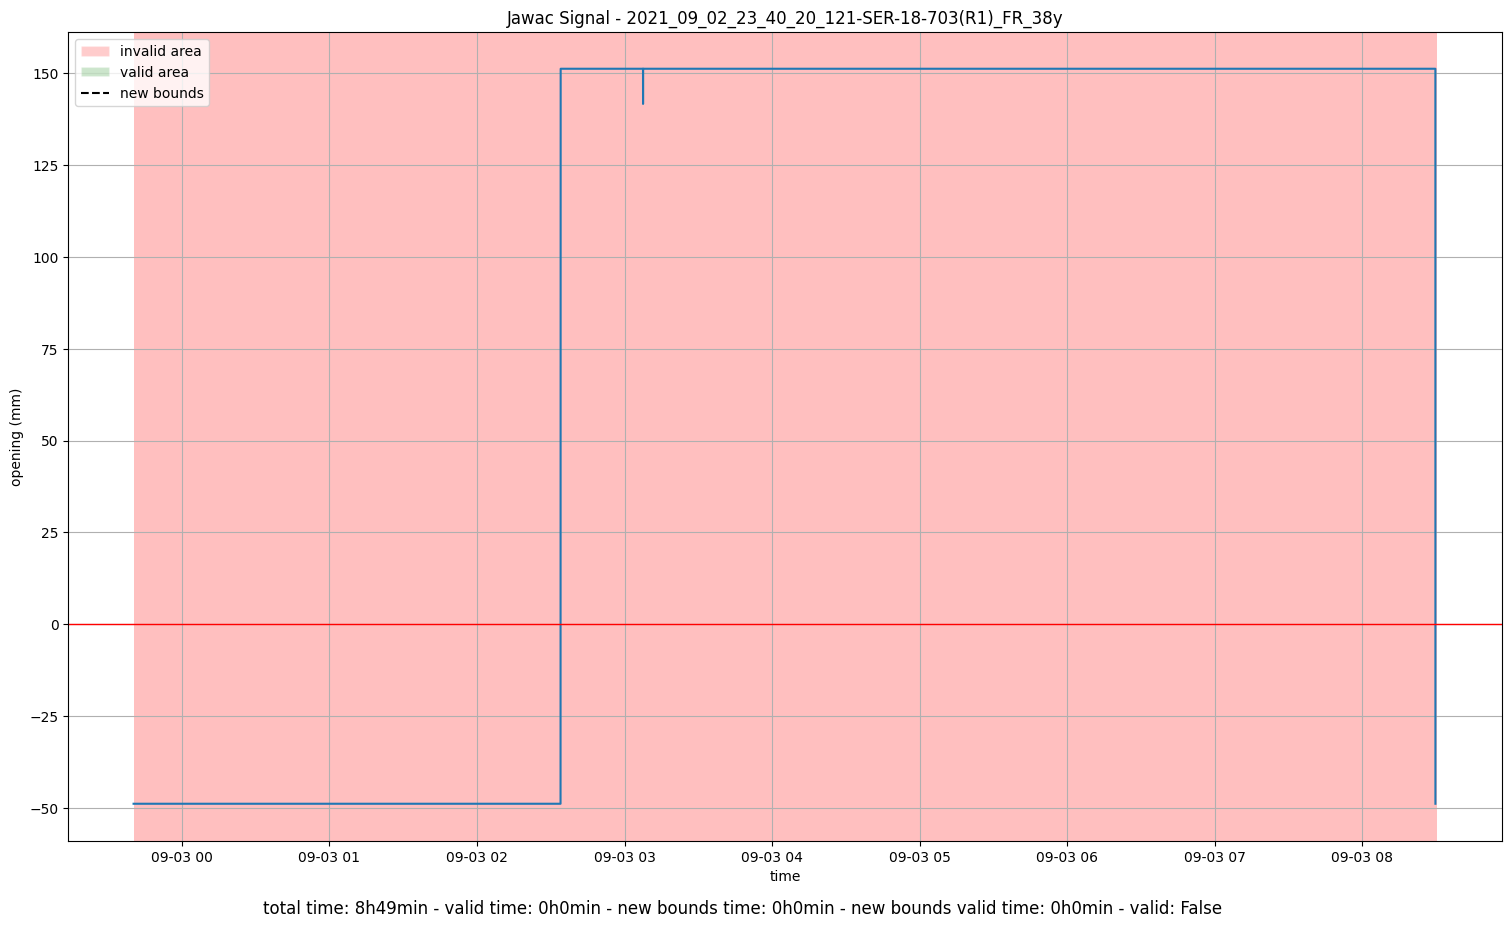 Jawac Signal - 2021_09_02_23_40_20_121-SER-18-703(R1)_FR_38y
invalid area
valid area
new bounds
150
125
100
75
50
25
0
−25
−50
opening (mm)
09-03 00 09-03 01 09-03 02 09-03 03 09-03 04 09-03 05 09-03 06 09-03 07 09-03 08
time
total time: 8h49min - valid time: 0h0min - new bounds time: 0h0min - new bounds valid time: 0h0min - valid: False